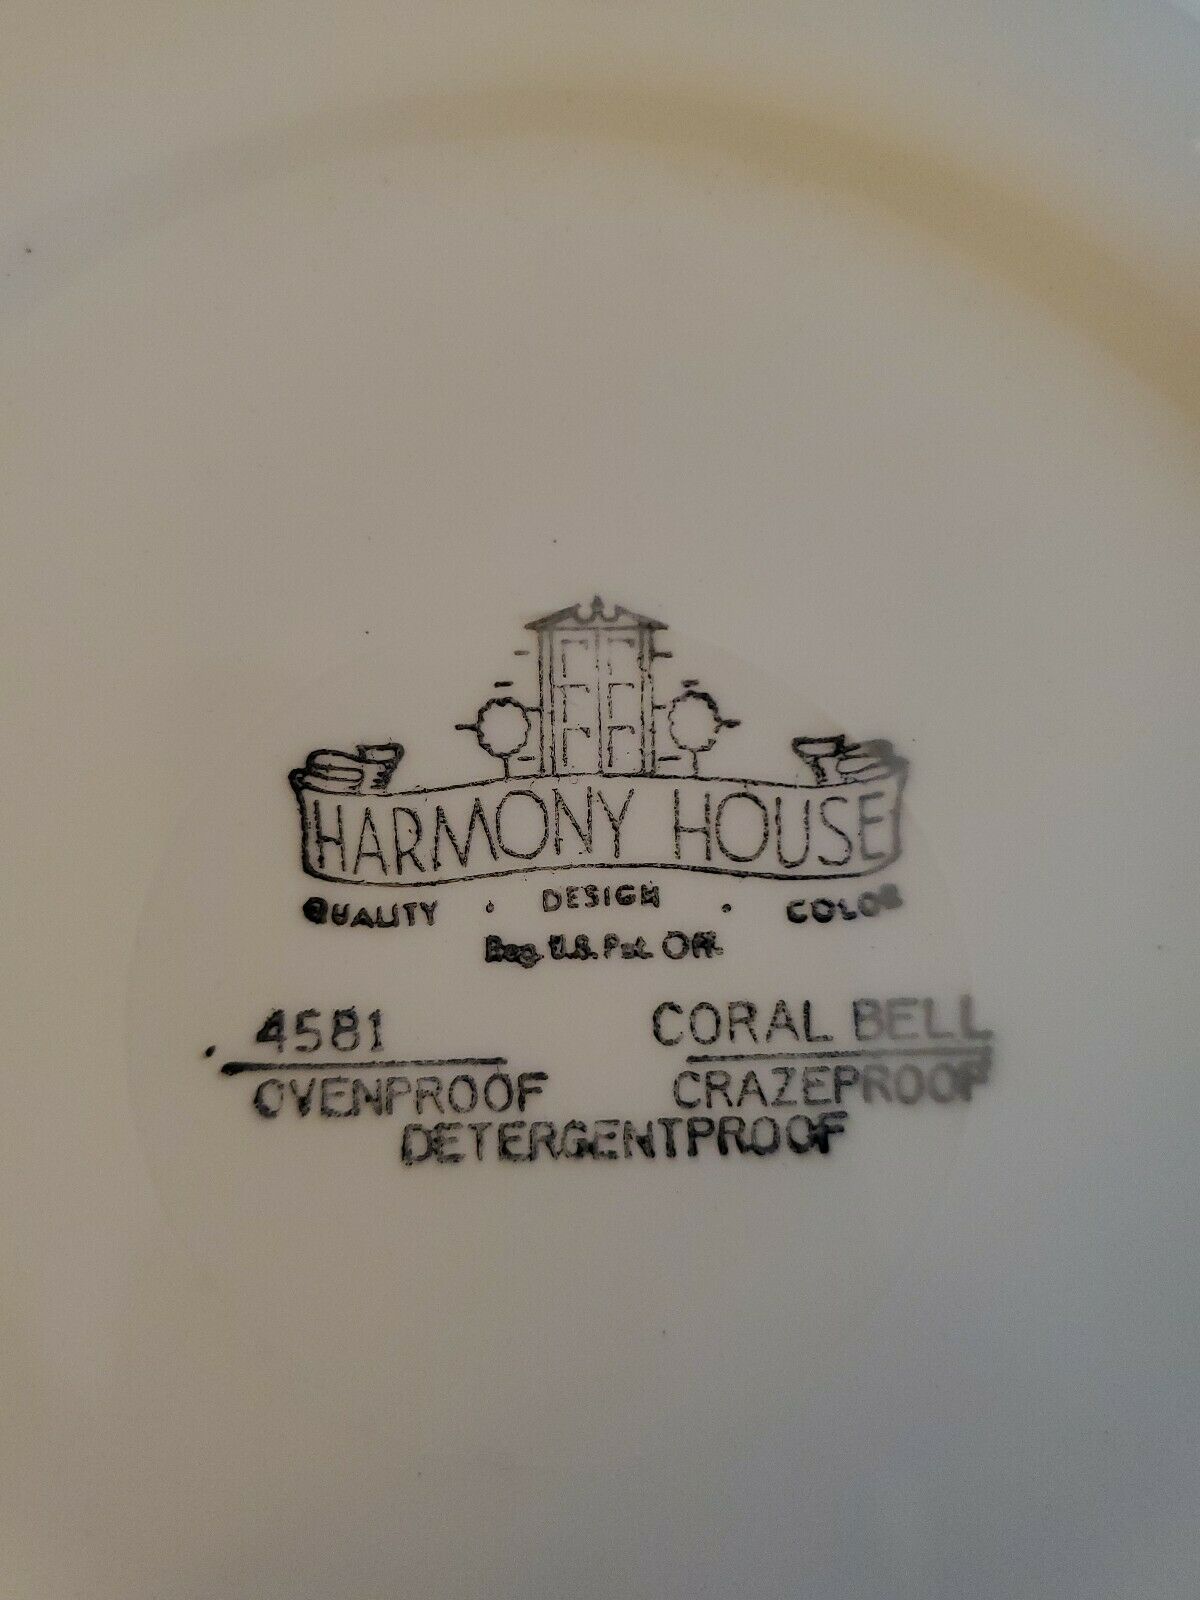 HARMONY HOUSE
QUALITY · DESIGN · COLOR
Reg. U.S. Pat. Off.
4581 CORAL BELL
OVENPROOF CRAZEPROOF
DETERGENTPROOF